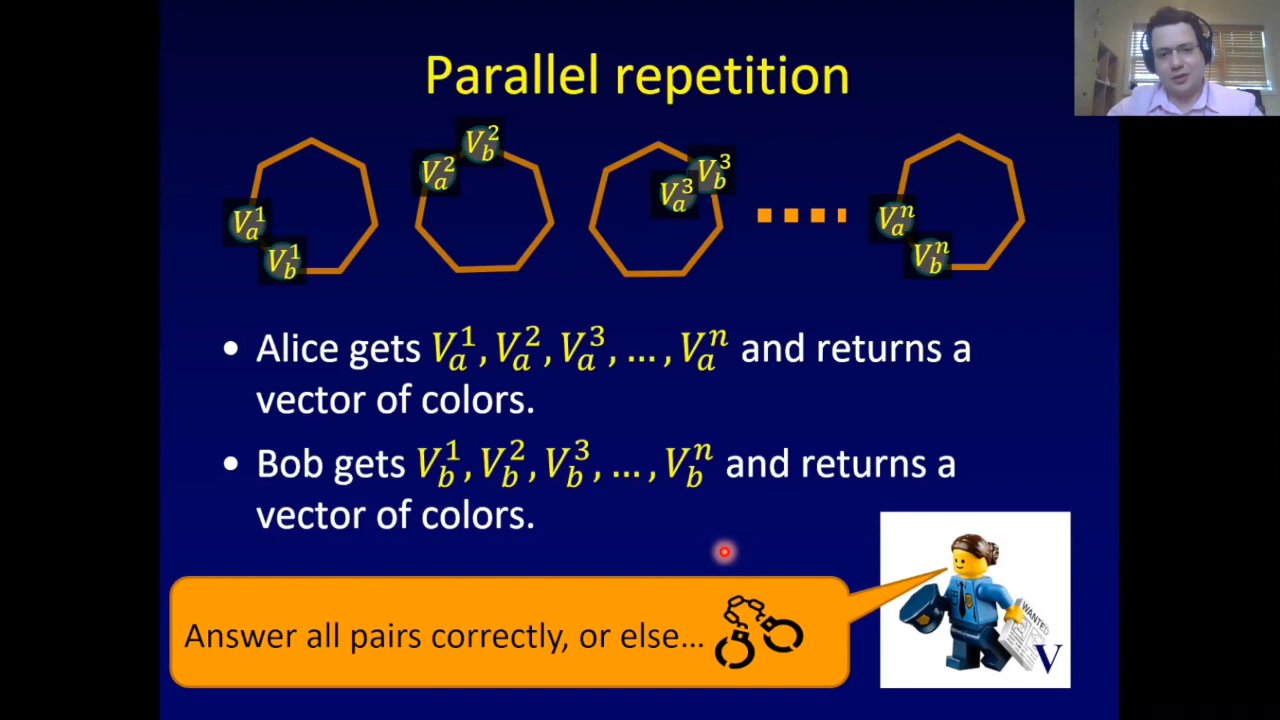 Parallel repetition
V_a^1 V_b^1 V_a^2 V_b^2 V_a^3 V_b^3 V_a^n V_b^n
• Alice gets V_a^1, V_a^2, V_a^3, …, V_a^n and returns a
vector of colors.
• Bob gets V_b^1, V_b^2, V_b^3, …, V_b^n and returns a
vector of colors.
Answer all pairs correctly, or else…
WANTED
V